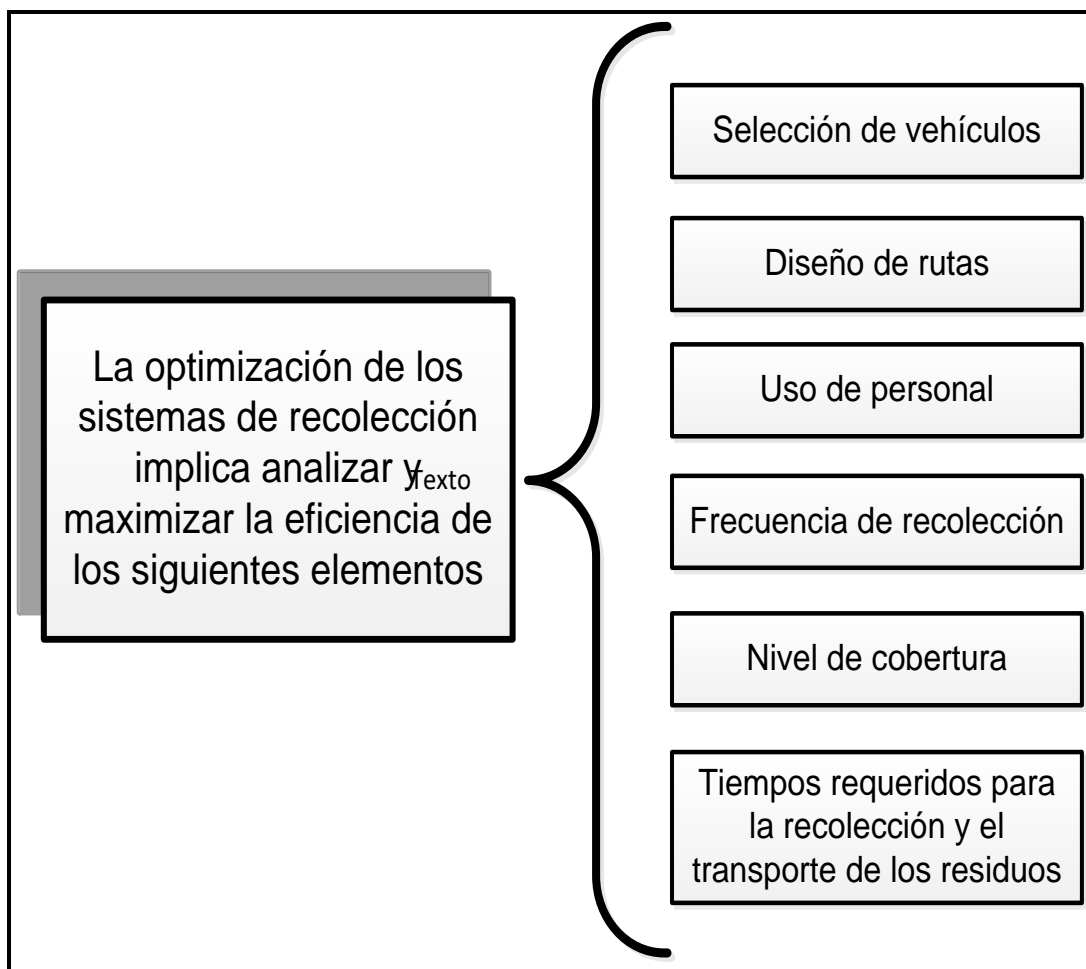 La optimización de los
sistemas de recolección
implica analizar y
Texto
maximizar la eficiencia de
los siguientes elementos
Selección de vehículos
Diseño de rutas
Uso de personal
Frecuencia de recolección
Nivel de cobertura
Tiempos requeridos para
la recolección y el
transporte de los residuos